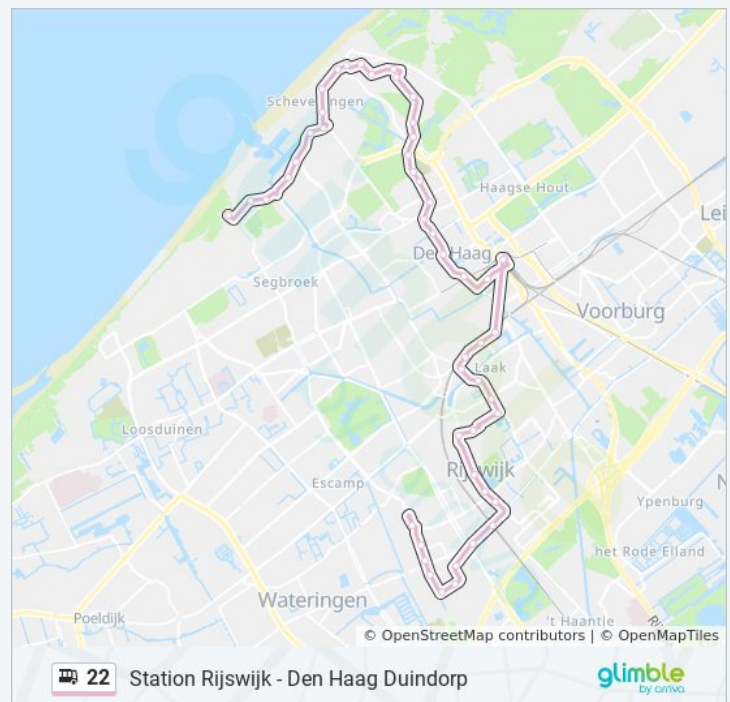 Scheveningen
Haagse Hout
Lei
Den Haag
Segbroek
Voorburg
Laak
Loosduinen
Rijswijk
Escamp
Ypenburg
het Rode Eiland
Wateringen
Poeldijk
't Haantje
© OpenStreetMap contributors | © OpenMapTiles
22 Station Rijswijk - Den Haag Duindorp
glimble
by arriva